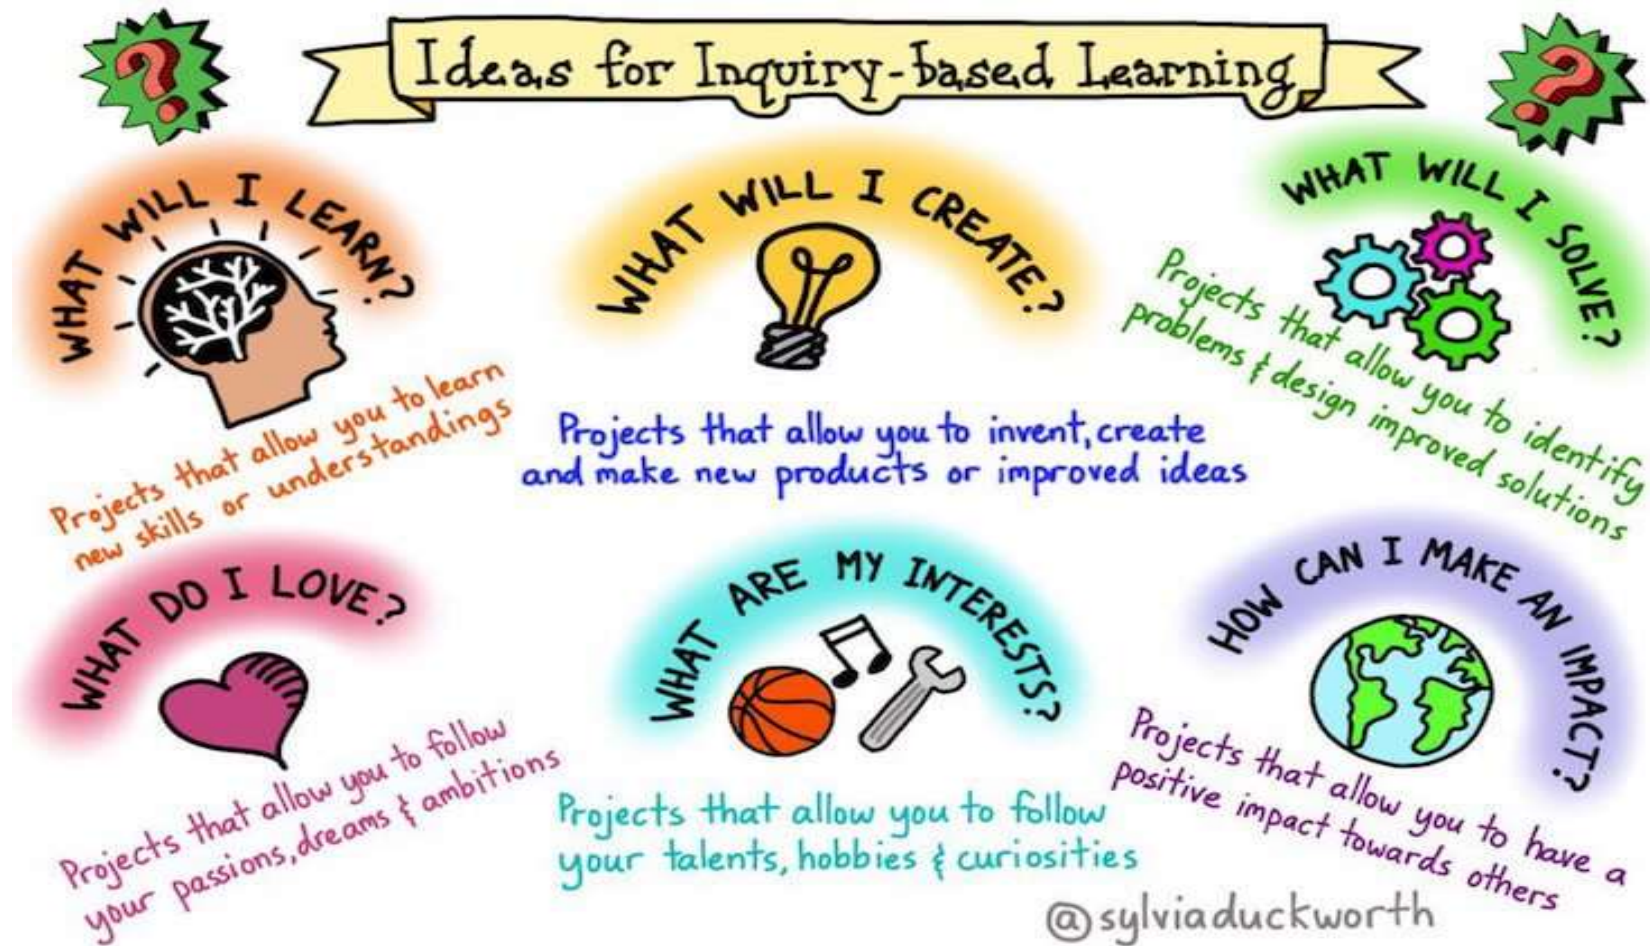 Ideas for Inquiry-based Learning
WHAT WILL I LEARN?
Projects that allow you to learn
new skills or understandings
WHAT WILL I CREATE?
Projects that allow you to invent, create
and make new products or improved ideas
WHAT WILL I SOLVE?
Projects that allow you to identify
problems & design improved solutions
WHAT DO I LOVE?
Projects that allow you to follow
your passions, dreams & ambitions
WHAT ARE MY INTERESTS?
Projects that allow you to follow
your talents, hobbies & curiosities
HOW CAN I MAKE AN IMPACT?
Projects that allow you to have a
positive impact towards others
@sylviaduckworth